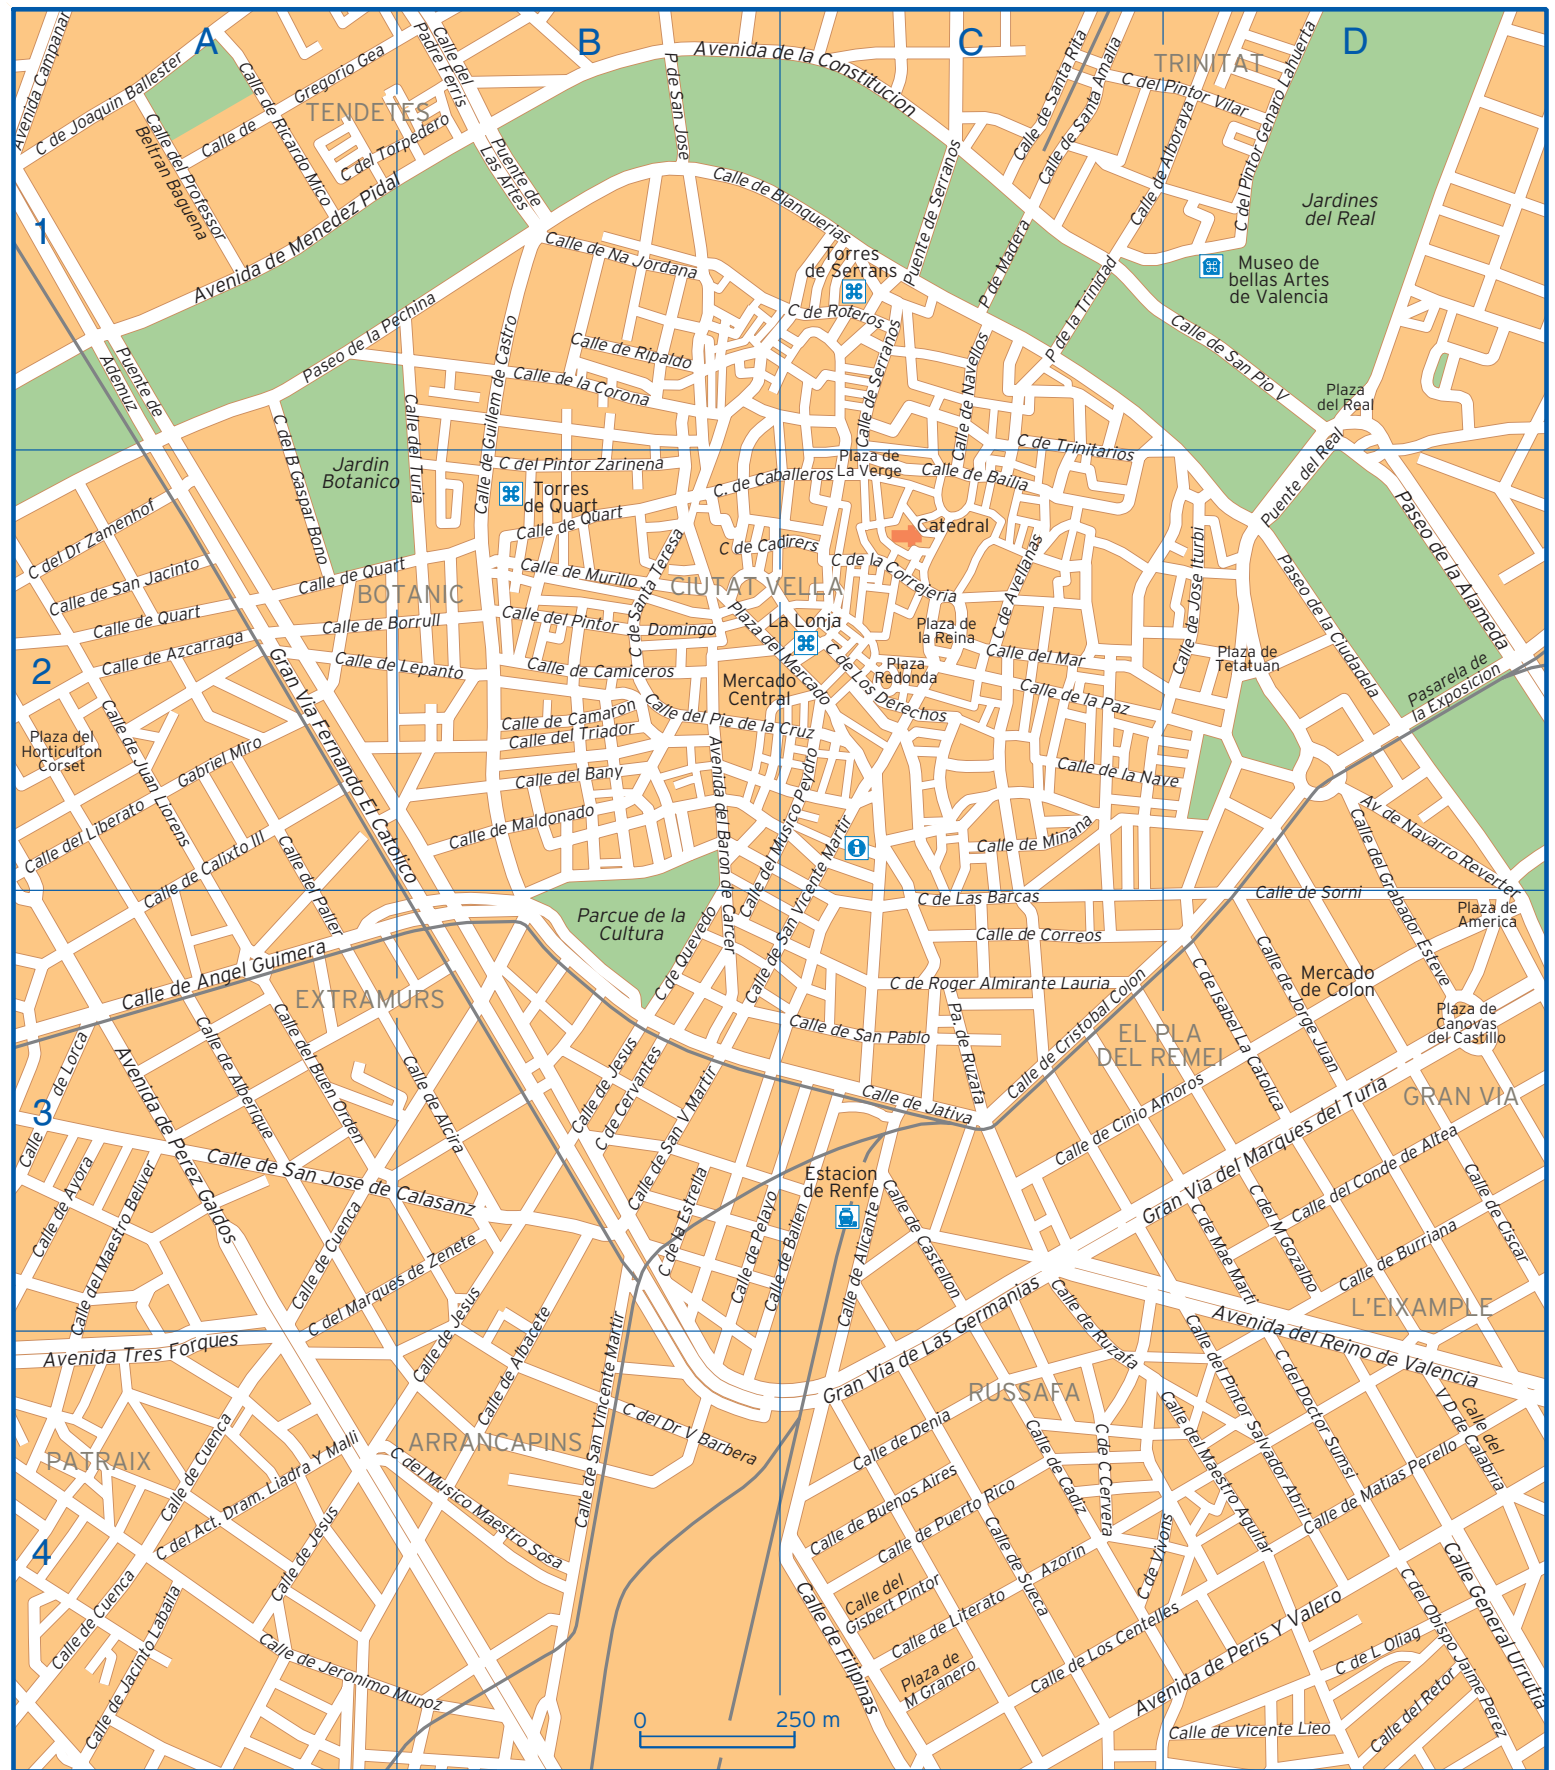 A
B
C
D
1
2
3
4
Avenida Campanar
C de Joaquin Ballester
Calle de Gregorio Gea
Calle de Ricardo Mico
Calle del Professor
Beltran Baguena
TENDETES
C del Torpedero
Calle del
Padre Ferris
Puente de
Las Artes
Avenida de Menedez Pidal
Avenida de la Constitucion
P de San Jose
Calle de Blanquerias
Puente de Serranos
Calle de Santa Rita
Calle de Santa Amalia
TRINITAT
C del Pintor Vilar
Calle de Alboraya
C del Pintor Genaro Lahuerta
Jardines
del Real
Museo de
bellas Artes
de Valencia
P de Madera
P de la Trinidad
Calle de San Pio V
Plaza
del Real
Puente del Real
Torres
de Serrans
C de Roteros
Calle de Na Jordana
Calle de Ripaldo
Calle de la Corona
Calle de Guillem de Castro
Paseo de la Pechina
Puente de
Ademuz
C del B Gaspar Bono
Jardin
Botanico
Calle del Turia
C del Pintor Zarinena
Torres
de Quart
Calle de Quart
C. de Caballeros
Plaza de
La Verge
Calle de Serranos
Calle de Navellos
C de Trinitarios
Calle de Bailia
Catedral
C de Cadirers
C de la Correjeria
CIUTAT VELLA
C de Santa Teresa
Calle de Murillo
Calle del Pintor Domingo
Plaza del Mercado
La Lonja
Plaza de
la Reina
C de Avellanas
Calle de Jose Iturbi
Paseo de la Alameda
Paseo de la Ciudadela
Pasarela de
la Exposicion
Plaza de
Tetatuan
Calle del Mar
Plaza
Redonda
C de Los Derechos
Calle de la Paz
Mercado
Central
Calle de Camiceros
Calle de Camaron
Calle del Triador
Calle del Pie de la Cruz
Calle del Bany
Calle de Maldonado
Avenida del Baron de Carcer
Calle del Musico Peydro
Calle de San Vicente Martir
Calle de la Nave
Calle de Minana
C del Dr Zamenhof
Calle de San Jacinto
Calle de Quart
Calle de Azcarraga
Calle de Quart
BOTANIC
Calle de Borrull
Calle de Lepanto
Gran Via Fernando El Catolico
Plaza del
Horticulton
Corset
Calle de Juan Llorens
Gabriel Miro
Calle del Liberato
Calle de Calixto III
Calle del Paller
Av de Navarro Reverter
Calle del Grabador Esteve
Calle de Sorni
Plaza de
America
C de Las Barcas
Calle de Correos
C de Roger Almirante Lauria
Parcue de la
Cultura
C de Quevedo
Calle de Angel Guimera
EXTRAMURS
Calle de San Pablo
Pa. de Ruzafa
Calle de Cristobal Colon
C de Isabel La Catolica
Calle de Jorge Juan
Mercado
de Colon
Plaza de
Canovas
del Castillo
EL PLA
DEL REMEI
GRAN VIA
Calle de Lorca
Avenida de Perez Galdos
Calle de Alberique
Calle del Buen Orden
Calle de Alcira
Calle de Jesus
C de Cervantes
Calle de San V Martir
Calle de Jativa
Calle de Cinio Amoros
Gran Via del Marques del Turia
Calle del Conde de Altea
Calle de Ciscar
Calle de San Jose de Calasanz
Calle de Ayora
Calle del Maestro Beliver
Calle de Cuenca
C del Marques de Zenete
C de la Estrella
Calle de Pelayo
Calle de Bailen
Estacion
de Renfe
Calle de Alicante
Calle de Castellon
C de Mae Marti
C del M Gozalbo
Calle de Burriana
L'EIXAMPLE
Avenida Tres Forques
Calle de Jesus
Calle de Albacete
Calle de San Vincente Martir
Gran Via de Las Germanias
Calle de Ruzafa
Avenida del Reino de Valencia
RUSSAFA
PATRAIX
Calle de Cuenca
C del Act. Dram. Liadra Y Malli
ARRANCAPINS
C del Musico Maestro Sosa
C del Dr V Barbera
Calle de Denia
Calle de Buenos Aires
Calle de Puerto Rico
Calle de Cadiz
C de C Cervera
Calle del Maestro Aguilar
Calle del Pintor Salvador Abril
C del Doctor Sumsi
Calle del
V D de Calabria
Calle de Matias Perello
Calle de Cuenca
Calle de Jesus
Calle de Jacinto Labaila
Calle de Jeronimo Munoz
Calle de Filipinas
Calle del
Gisbert Pintor
Calle de Literato Azorin
Calle de Sueca
C de Vivons
Plaza de
M Granero
Calle de Los Centelles
Avenida de Peris Y Valero
C de L Oliag
C del Obispo Jaime Perez
Calle General Urrutia
Calle del Retor
Calle de Vicente Lieo
0 250 m